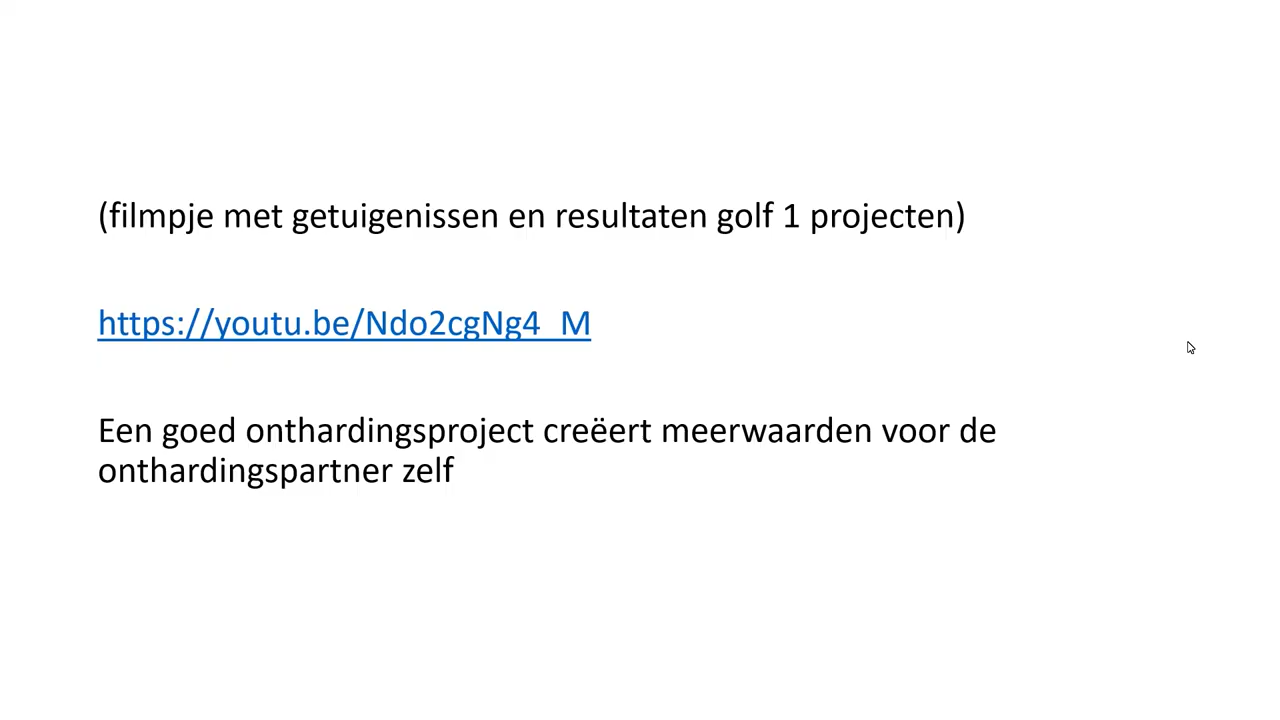 (filmpje met getuigenissen en resultaten golf 1 projecten)
https://youtu.be/Ndo2cgNg4_M
Een goed onthardingsproject creëert meerwaarden voor de
onthardingspartner zelf